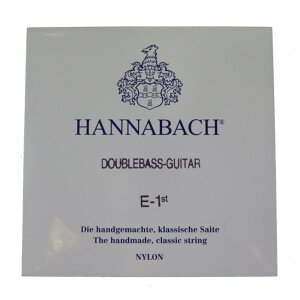 HANNABACH®
DOUBLEBASS-GUITAR
E-1st
Die handgemachte, klassische Saite
The handmade, classic string
NYLON